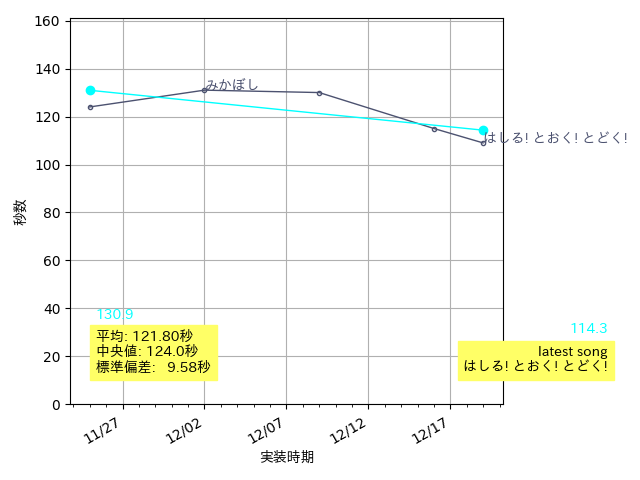 160
140
120
100
80
60
40
20
0
秒数
みかぼし
はしる! とおく! とどく!
130.9
平均: 121.80秒
中央値: 124.0秒
標準偏差: 9.58秒
114.3
latest song
はしる! とおく! とどく!
11/27
12/02
12/07
12/12
12/17
実装時期